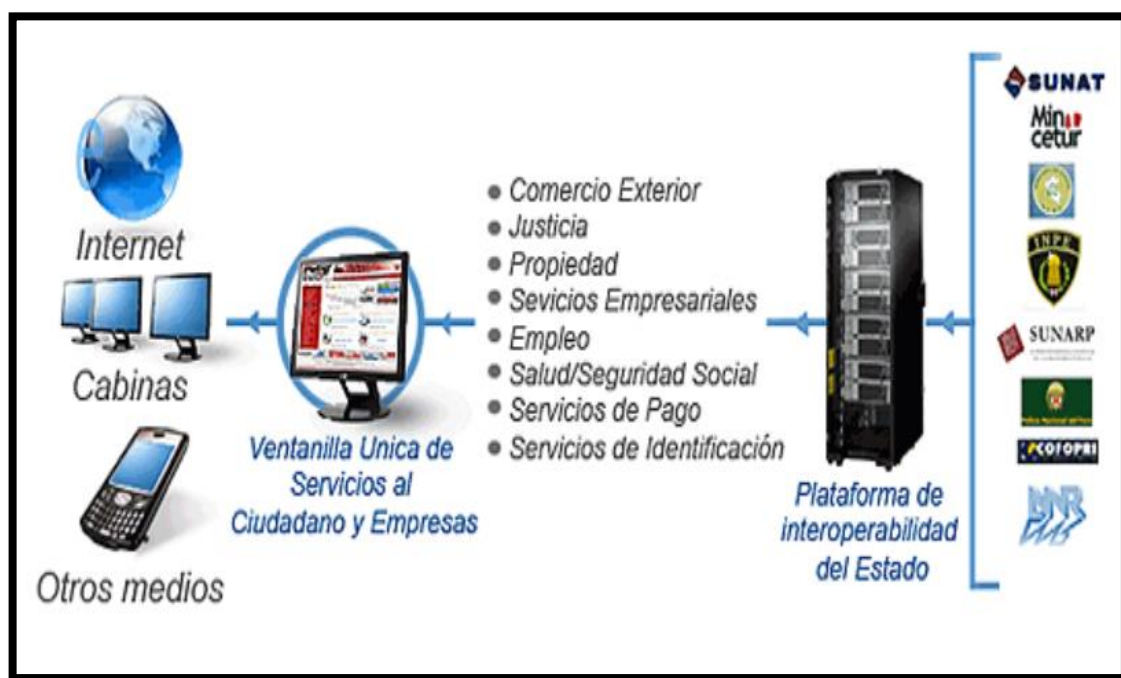 Internet
Cabinas
Otros medios
Ventanilla Unica de
Servicios al
Ciudadano y Empresas
Comercio Exterior
Justicia
Propiedad
Sevicios Empresariales
Empleo
Salud/Seguridad Social
Servicios de Pago
Servicios de Identificación
Plataforma de
interoperabilidad
del Estado
SUNAT
Min
cetur
INPE
SUNARP
COFOPRI